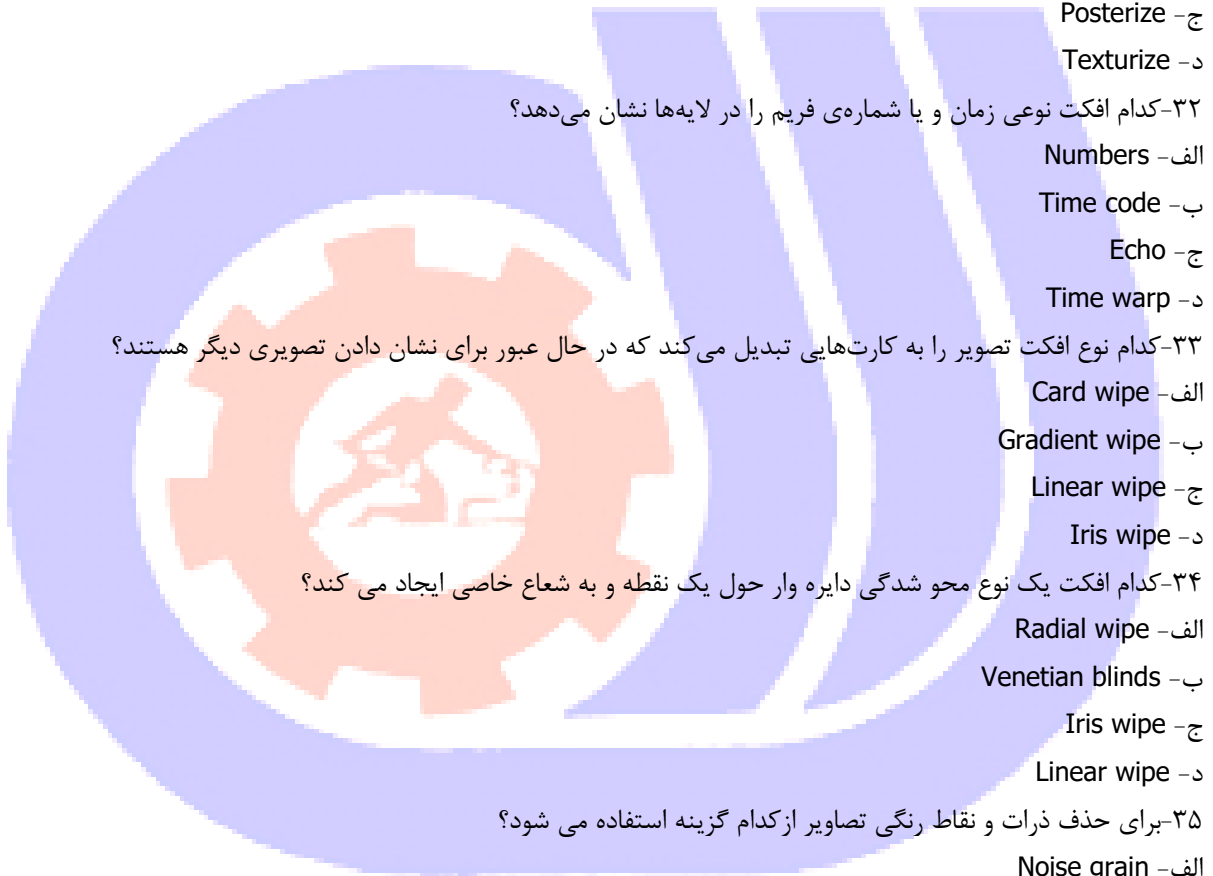 ج- Posterize
د- Texturize
۳۲-کدام افکت نوعی زمان و یا شماره‌ی فریم را در لایه‌ها نشان می‌دهد؟
الف- Numbers
ب- Time code
ج- Echo
د- Time warp
۳۳-کدام نوع افکت تصویر را به کارت‌هایی تبدیل می‌کند که در حال عبور برای نشان دادن تصویری دیگر هستند؟
الف- Card wipe
ب- Gradient wipe
ج- Linear wipe
د- Iris wipe
۳۴-کدام افکت یک نوع محو شدگی دایره وار حول یک نقطه و به شعاع خاصی ایجاد می کند؟
الف- Radial wipe
ب- Venetian blinds
ج- Iris wipe
د- Linear wipe
۳۵-برای حذف ذرات و نقاط رنگی تصاویر ازکدام گزینه استفاده می شود؟
الف- Noise grain